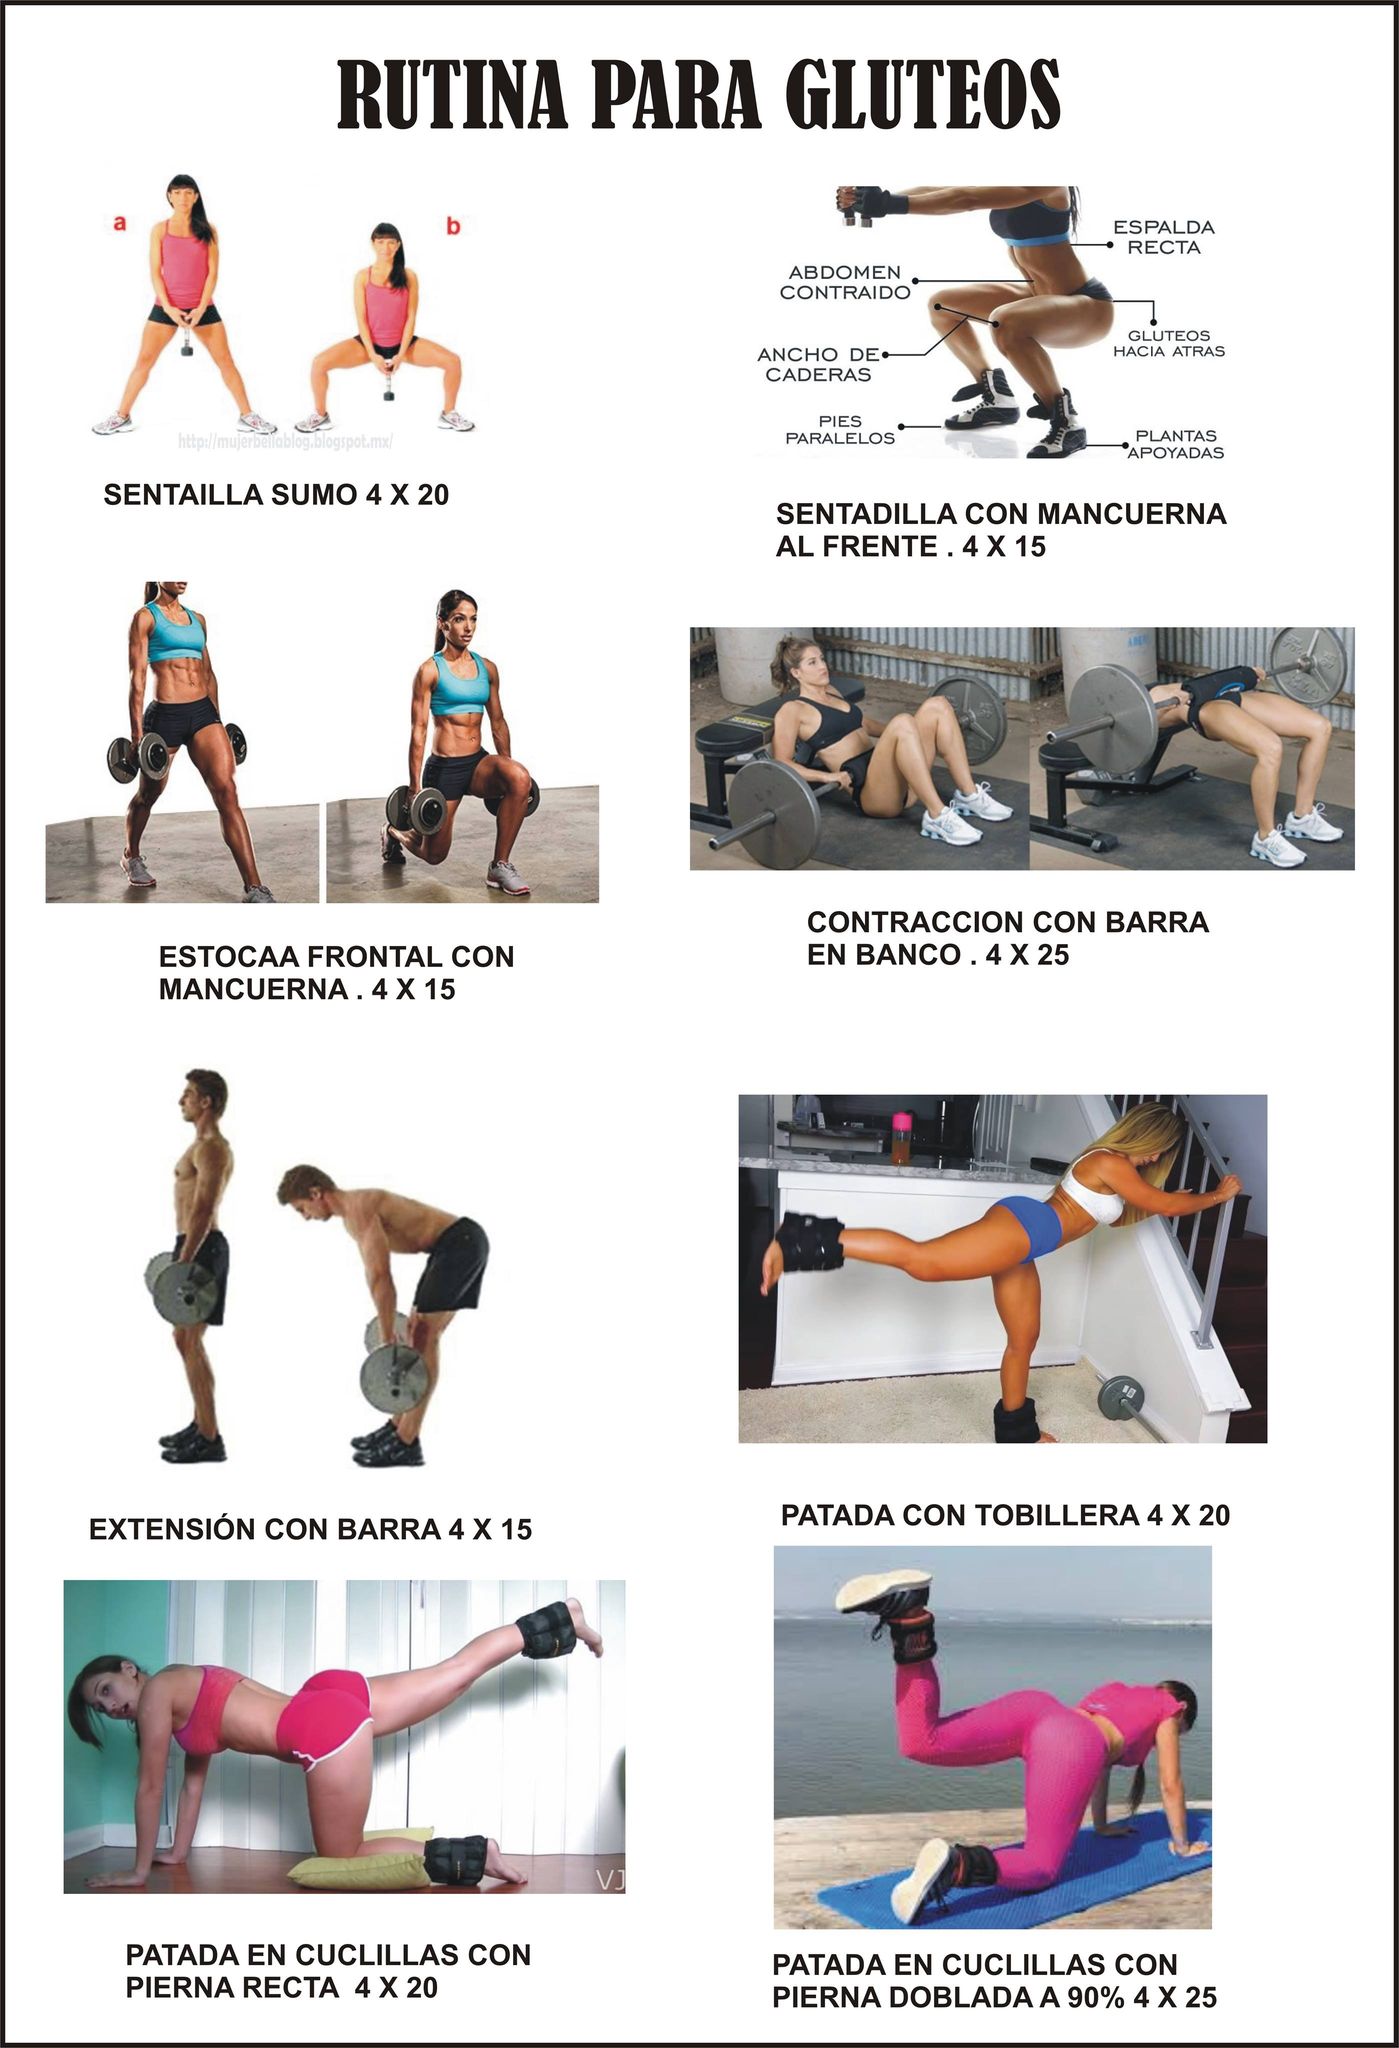 RUTINA PARA GLUTEOS
a
b
http://mujerbellablog.blogspot.mx/
SENTAILLA SUMO 4 X 20
ESPALDA
RECTA
ABDOMEN
CONTRAIDO
GLUTEOS
HACIA ATRAS
ANCHO DE
CADERAS
PIES
PARALELOS
PLANTAS
APOYADAS
SENTADILLA CON MANCUERNA
AL FRENTE . 4 X 15
ESTOCAA FRONTAL CON
MANCUERNA . 4 X 15
CONTRACCION CON BARRA
EN BANCO . 4 X 25
EXTENSIÓN CON BARRA 4 X 15
PATADA CON TOBILLERA 4 X 20
VJ
PATADA EN CUCLILLAS CON
PIERNA RECTA 4 X 20
PATADA EN CUCLILLAS CON
PIERNA DOBLADA A 90% 4 X 25